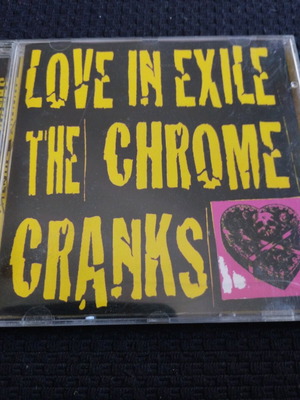 LOVE IN EXILE
THE CHROME
CRANKS